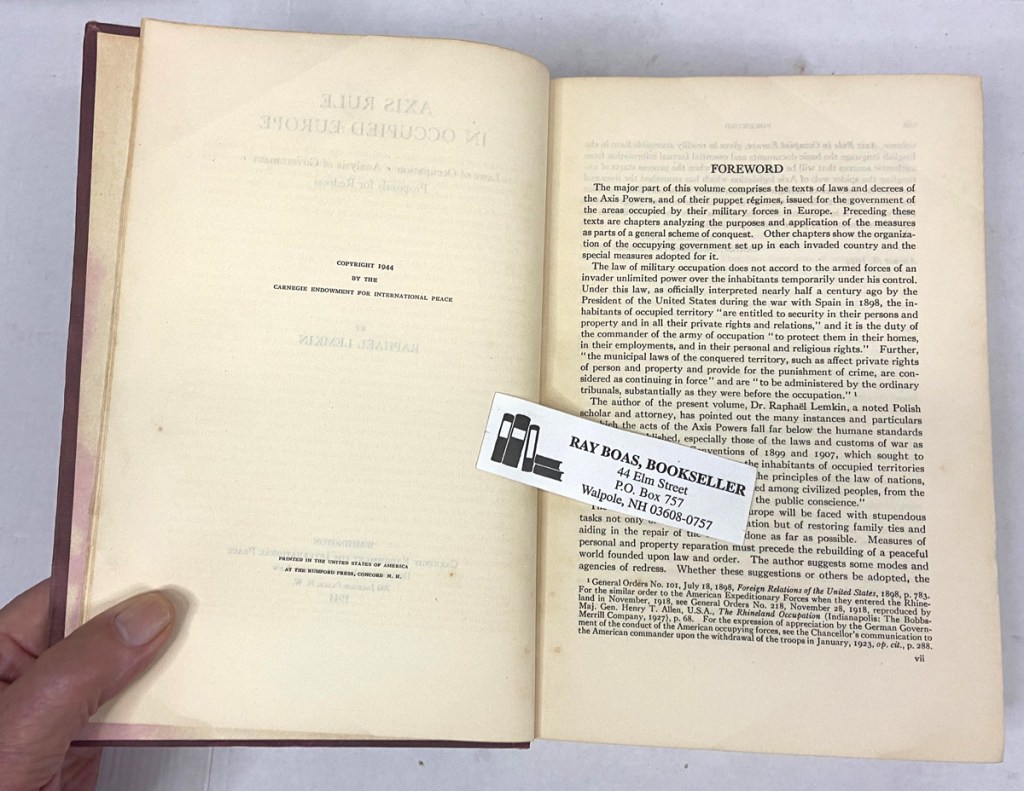 AXIS RULE
IN OCCUPIED EUROPE
Laws of Occupation · Analysis of Government
Proposals for Redress
COPYRIGHT 1944
BY THE
CARNEGIE ENDOWMENT FOR INTERNATIONAL PEACE
BY
RAPHAËL LEMKIN
WASHINGTON
PRINTED IN THE UNITED STATES OF AMERICA
AT THE RUMFORD PRESS, CONCORD N. H.
1944
FOREWORD
The major part of this volume comprises the texts of laws and decrees of
the Axis Powers, and of their puppet régimes, issued for the government of
the areas occupied by their military forces in Europe. Preceding these
texts are chapters analyzing the purposes and application of the measures
as parts of a general scheme of conquest. Other chapters show the organiza-
tion of the occupying government set up in each invaded country and the
special measures adopted for it.
The law of military occupation does not accord to the armed forces of an
invader unlimited power over the inhabitants temporarily under his control.
Under this law, as officially interpreted nearly half a century ago by the
President of the United States during the war with Spain in 1898, the in-
habitants of occupied territory "are entitled to security in their persons and
property and in all their private rights and relations," and it is the duty of
the commander of the army of occupation "to protect them in their homes,
in their employments, and in their personal and religious rights." Further,
"the municipal laws of the conquered territory, such as affect private rights
of person and property and provide for the punishment of crime, are con-
sidered as continuing in force" and are "to be administered by the ordinary
tribunals, substantially as they were before the occupation." 1
The author of the present volume, Dr. Raphaël Lemkin, a noted Polish
scholar and attorney, has pointed out the many instances and particulars
the acts of the Axis Powers fall far below the humane standards
especially those of the laws and customs of war as
of 1899 and 1907, which sought to
the inhabitants of occupied territories
the principles of the law of nations,
among civilized peoples, from the
the public conscience."
will be faced with stupendous
tasks not only but of restoring family ties and
aiding in the repair of the done as far as possible. Measures of
personal and property reparation must precede the rebuilding of a peaceful
world founded upon law and order. The author suggests some modes and
agencies of redress. Whether these suggestions or others be adopted, the
1 General Orders No. 101, July 18, 1898, Foreign Relations of the United States, 1898, p. 783.
For the similar order to the American Expeditionary Forces when they entered the Rhine-
land in November, 1918, see General Orders No. 218, November 28, 1918, reproduced by
Maj. Gen. Henry T. Allen, U.S.A., The Rhineland Occupation (Indianapolis: The Bobbs-
Merrill Company, 1927), p. 68. For the expression of appreciation by the German Govern-
ment of the conduct of the American occupying forces, see the Chancellor's communication to
the American commander upon the withdrawal of the troops in January, 1923, op. cit., p. 288.
vii
RAY BOAS, BOOKSELLER
44 Elm Street
P.O. Box 757
Walpole, NH 03608-0757